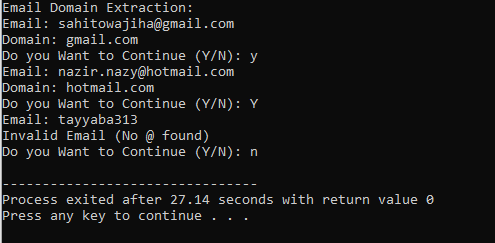 Email Domain Extraction:
Email: sahitowajiha@gmail.com
Domain: gmail.com
Do you Want to Continue (Y/N): y
Email: nazir.nazy@hotmail.com
Domain: hotmail.com
Do you Want to Continue (Y/N): Y
Email: tayyaba313
Invalid Email (No @ found)
Do you Want to Continue (Y/N): n
--------------------------------
Process exited after 27.14 seconds with return value 0
Press any key to continue . . .